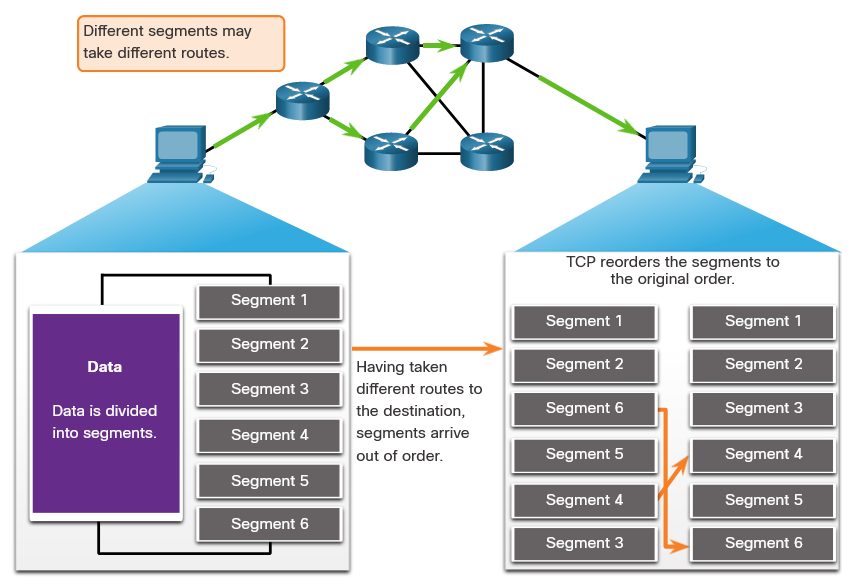 Different segments may
take different routes.
Data
Data is divided
into segments.
Segment 1
Segment 2
Segment 3
Segment 4
Segment 5
Segment 6
Having taken
different routes to
the destination,
segments arrive
out of order.
TCP reorders the segments to
the original order.
Segment 1
Segment 2
Segment 6
Segment 5
Segment 4
Segment 3
Segment 1
Segment 2
Segment 3
Segment 4
Segment 5
Segment 6